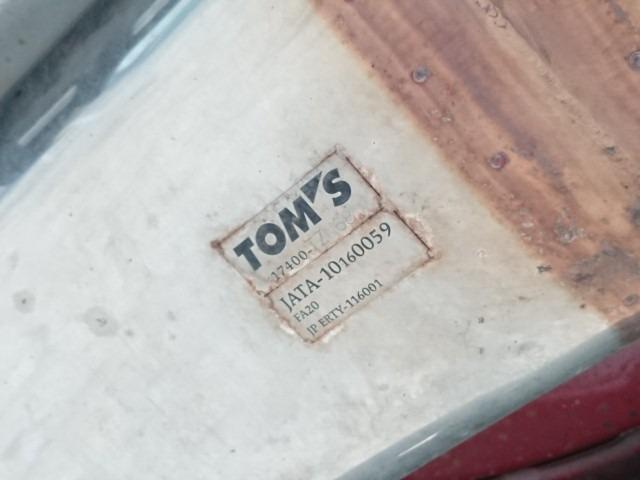 TOM'S
17400-
JATA-10160059
FA20
JP ERTY-116001